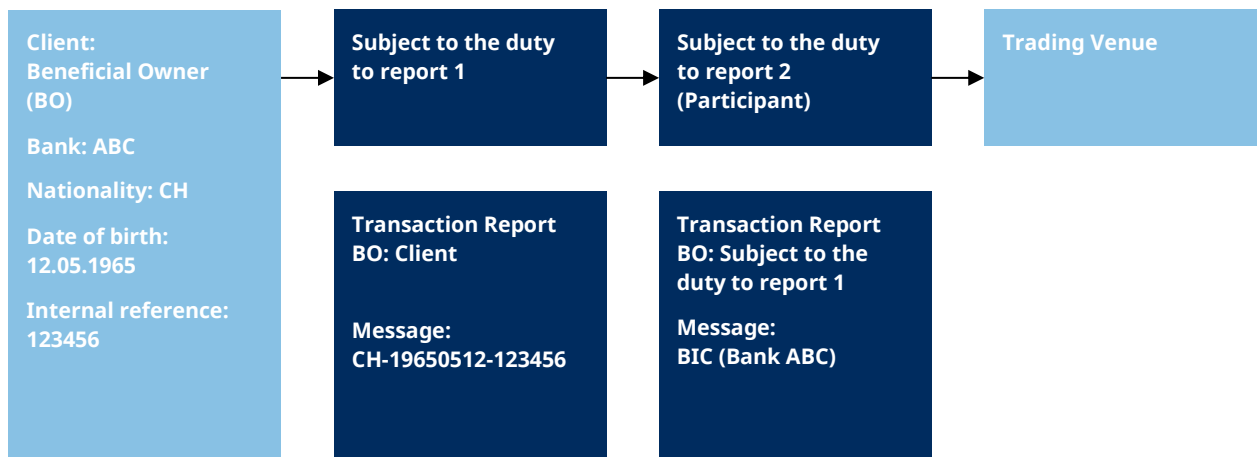 Client:
Beneficial Owner
(BO)
Bank: ABC
Nationality: CH
Date of birth:
12.05.1965
Internal reference:
123456
Subject to the duty
to report 1
Subject to the duty
to report 2
(Participant)
Trading Venue
Transaction Report
BO: Client
Message:
CH-19650512-123456
Transaction Report
BO: Subject to the
duty to report 1
Message:
BIC (Bank ABC)